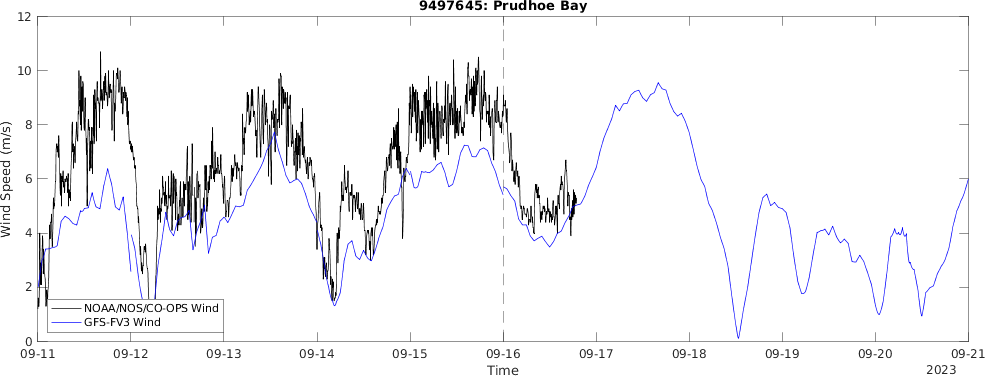 9497645: Prudhoe Bay
12
10
8
6
4
2
0
Wind Speed (m/s)
NOAA/NOS/CO-OPS Wind
GFS-FV3 Wind
09-11 09-12 09-13 09-14 09-15 09-16 09-17 09-18 09-19 09-20 09-21
Time
2023